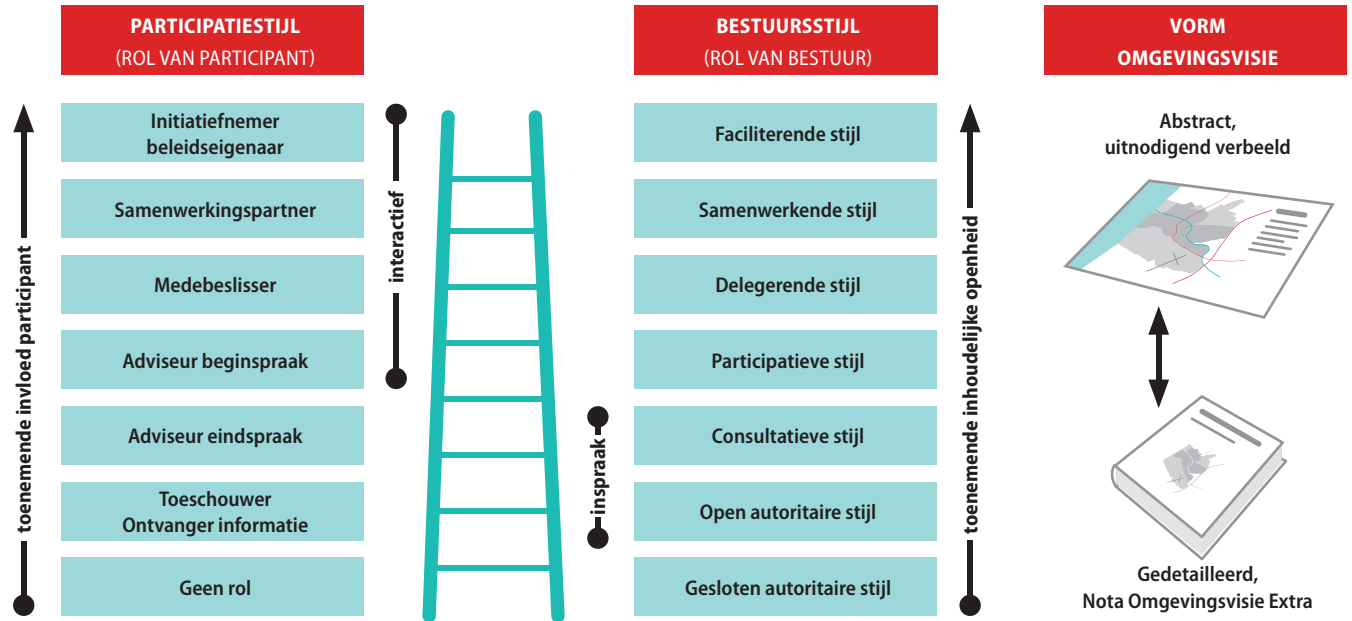 PARTICIPATIESTIJL
(ROL VAN PARTICIPANT)
Initiatiefnemer
beleidseigenaar
Samenwerkingspartner
Medebeslisser
Adviseur beginspraak
Adviseur eindspraak
Toeschouwer
Ontvanger informatie
Geen rol
toenemende invloed participant
interactief
inspraak
BESTUURSSTIJL
(ROL VAN BESTUUR)
Faciliterende stijl
Samenwerkende stijl
Delegerende stijl
Participatieve stijl
Consultatieve stijl
Open autoritaire stijl
Gesloten autoritaire stijl
toenemende inhoudelijke openheid
VORM
OMGEVINGSVISIE
Abstract,
uitnodigend verbeeld
Gedetailleerd,
Nota Omgevingsvisie Extra